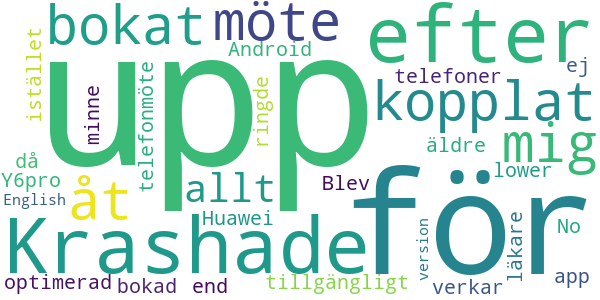 bokat möte efter
istället upp Android telefoner ej
minne telefonmöte ringde kopplat
då åt allt äldre mig
Y6pro Blev lower
English Huawei för No
Krashade version läkare app
optimerad bokad end tillgängligt verkar